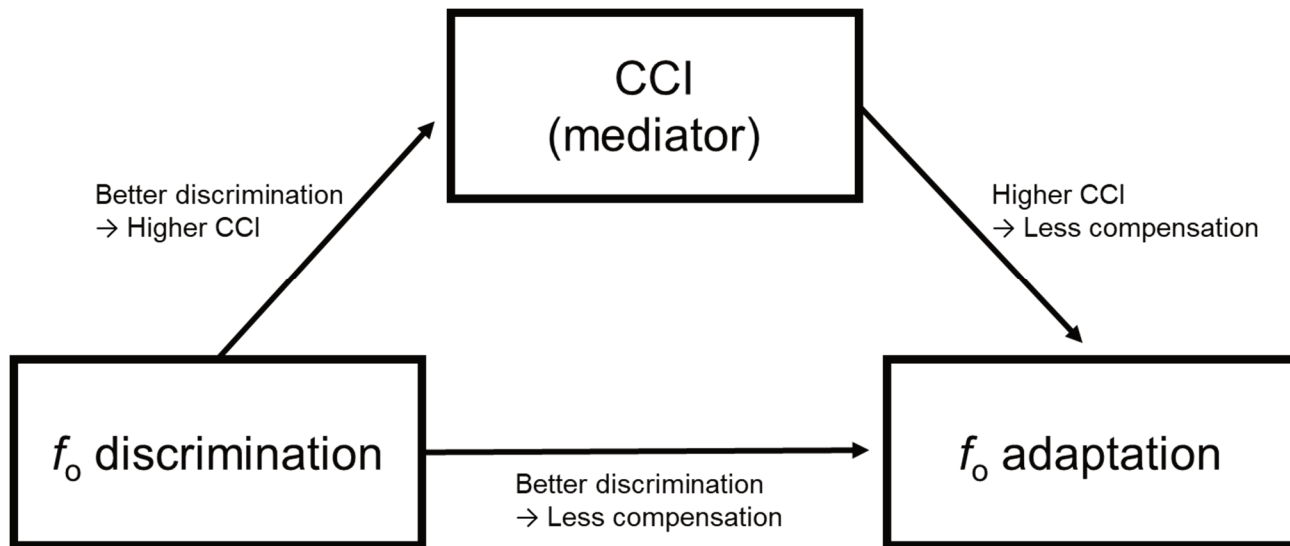 CCI
(mediator)
Better discrimination
→ Higher CCI
Higher CCI
→ Less compensation
fo discrimination
Better discrimination
→ Less compensation
fo adaptation